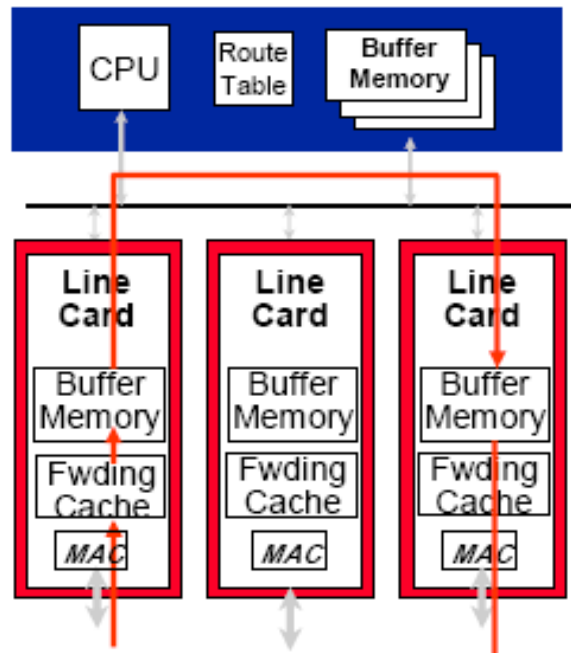 CPU
Route
Table
Buffer
Memory
Line
Card
Buffer
Memory
Fwding
Cache
MAC
Line
Card
Buffer
Memory
Fwding
Cache
MAC
Line
Card
Buffer
Memory
Fwding
Cache
MAC